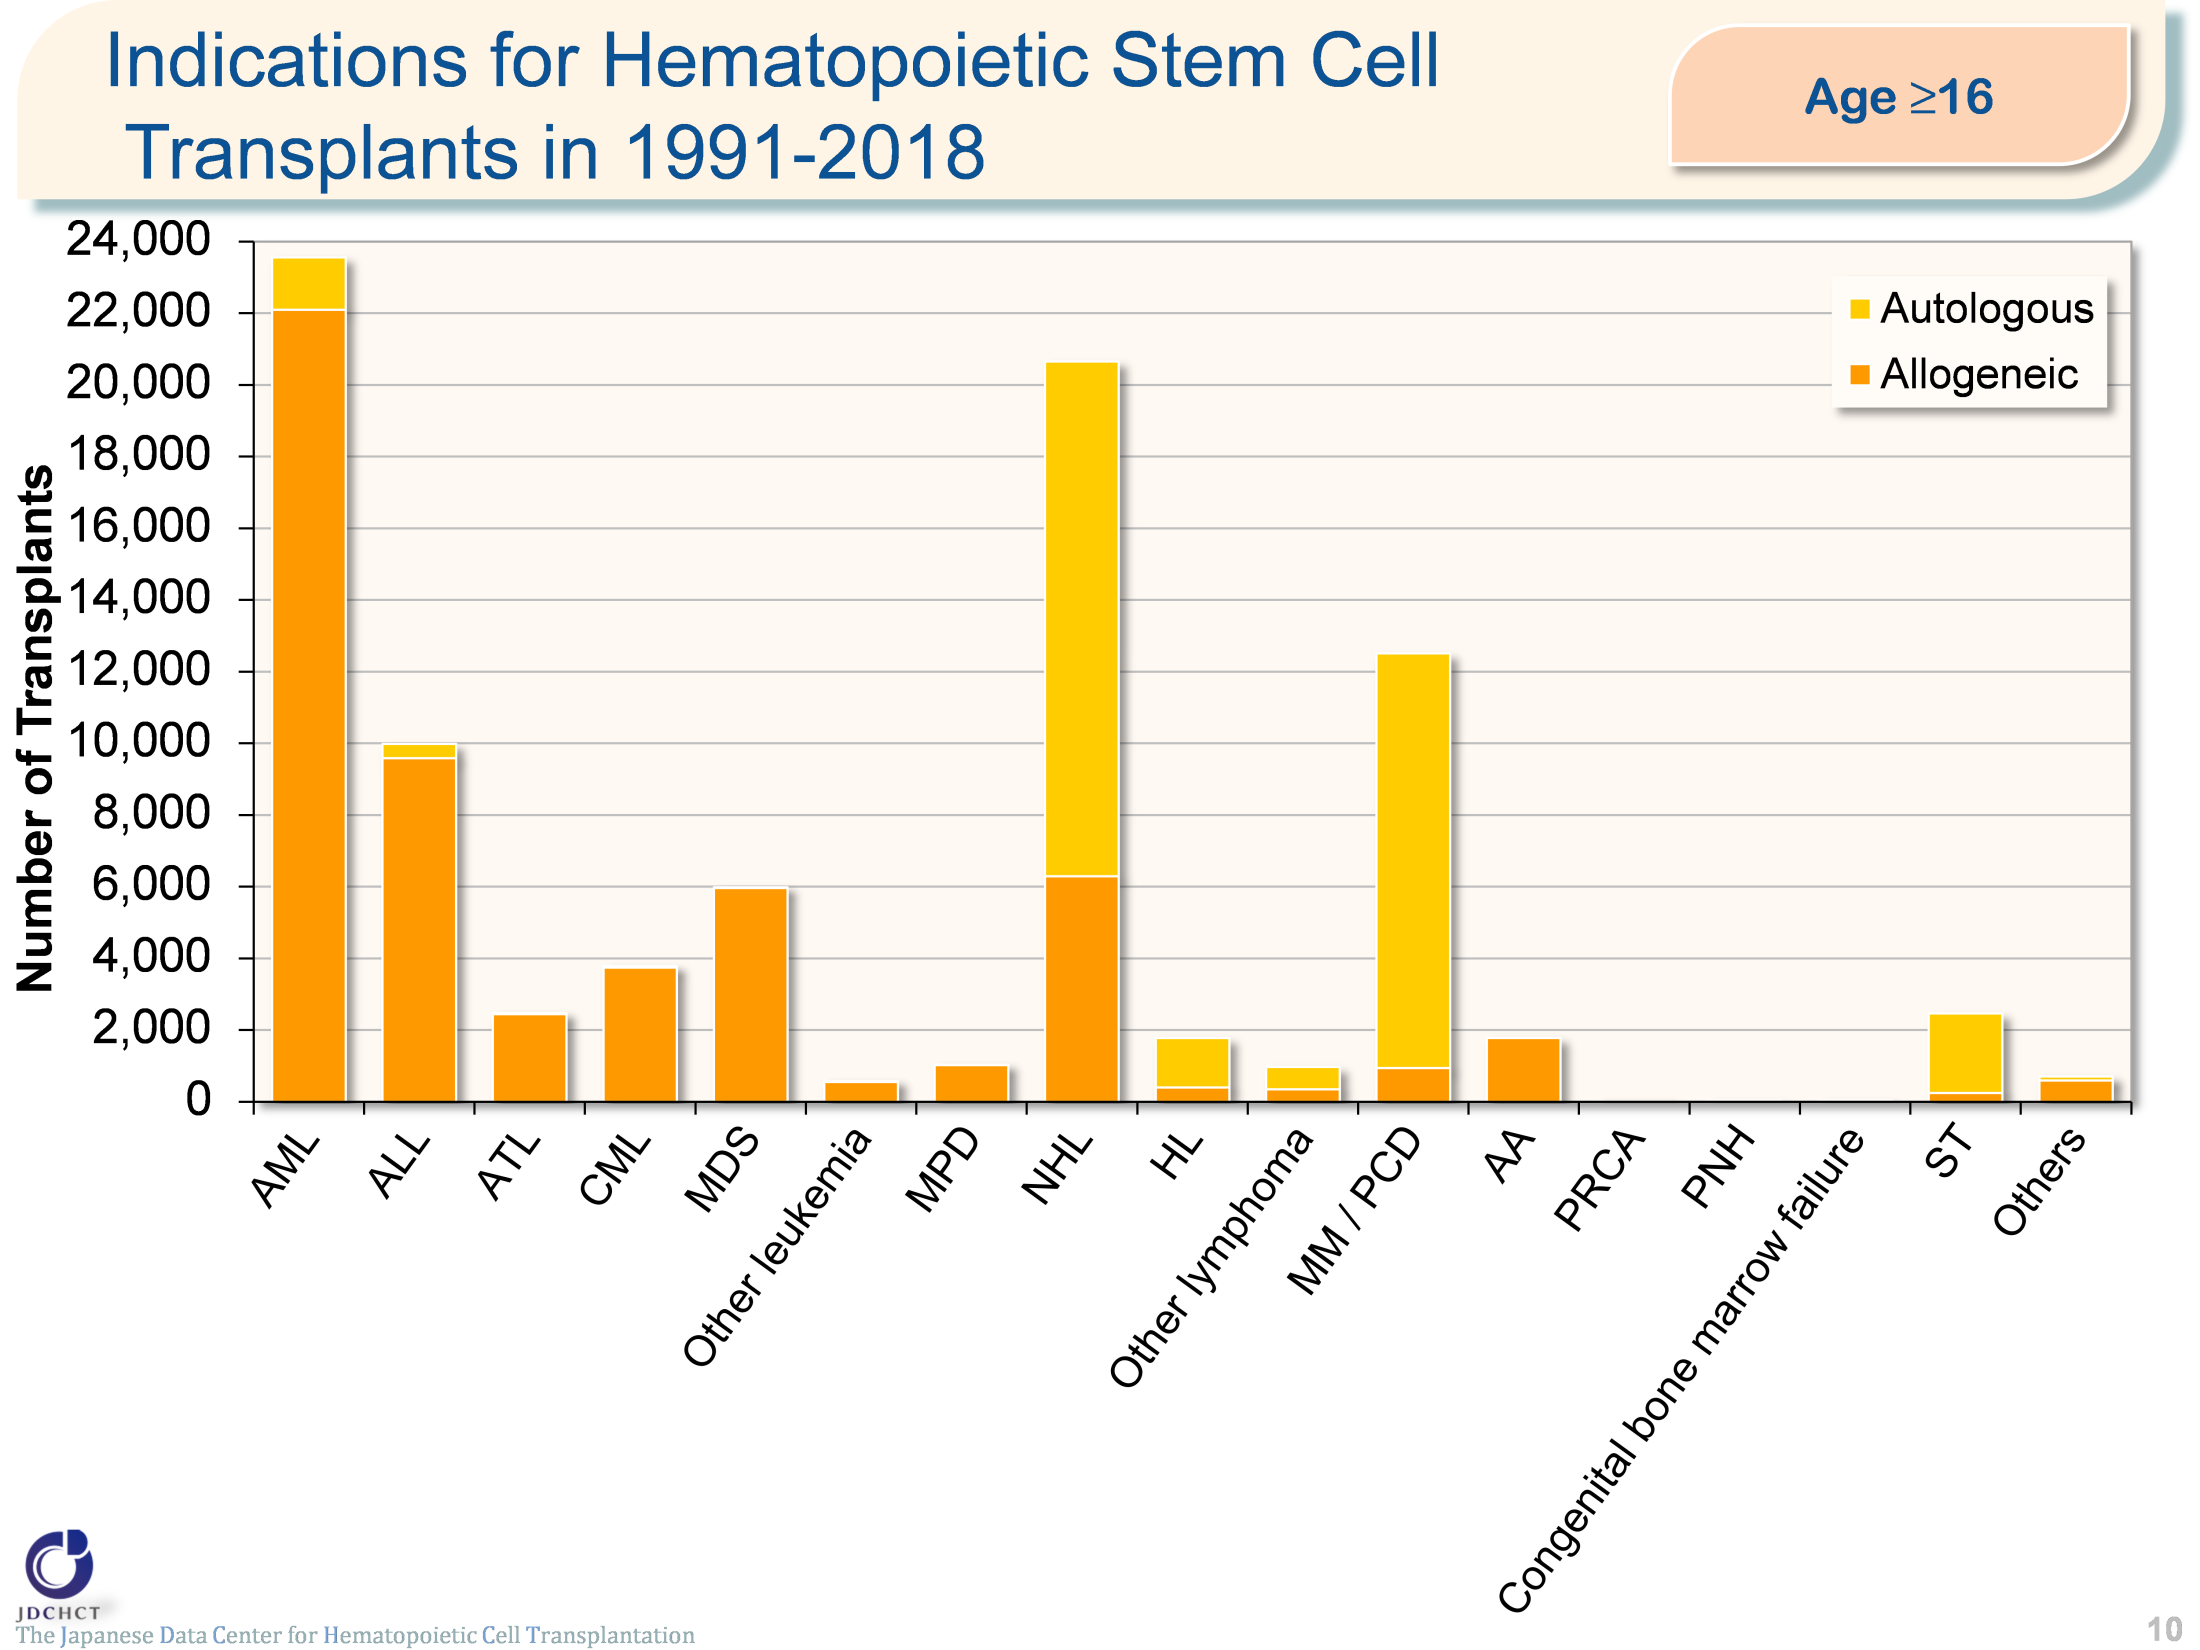 Indications for Hematopoietic Stem Cell
Transplants in 1991-2018
Age ≥16
24,000
22,000
20,000
18,000
16,000
14,000
12,000
10,000
8,000
6,000
4,000
2,000
0
Number of Transplants
Autologous
Allogeneic
AML
ALL
ATL
CML
MDS
Other leukemia
MPD
NHL
HL
Other lymphoma
MM / PCD
AA
PRCA
PNH
Congenital bone marrow failure
ST
Others
JDCHCT
The Japanese Data Center for Hematopoietic Cell Transplantation
10